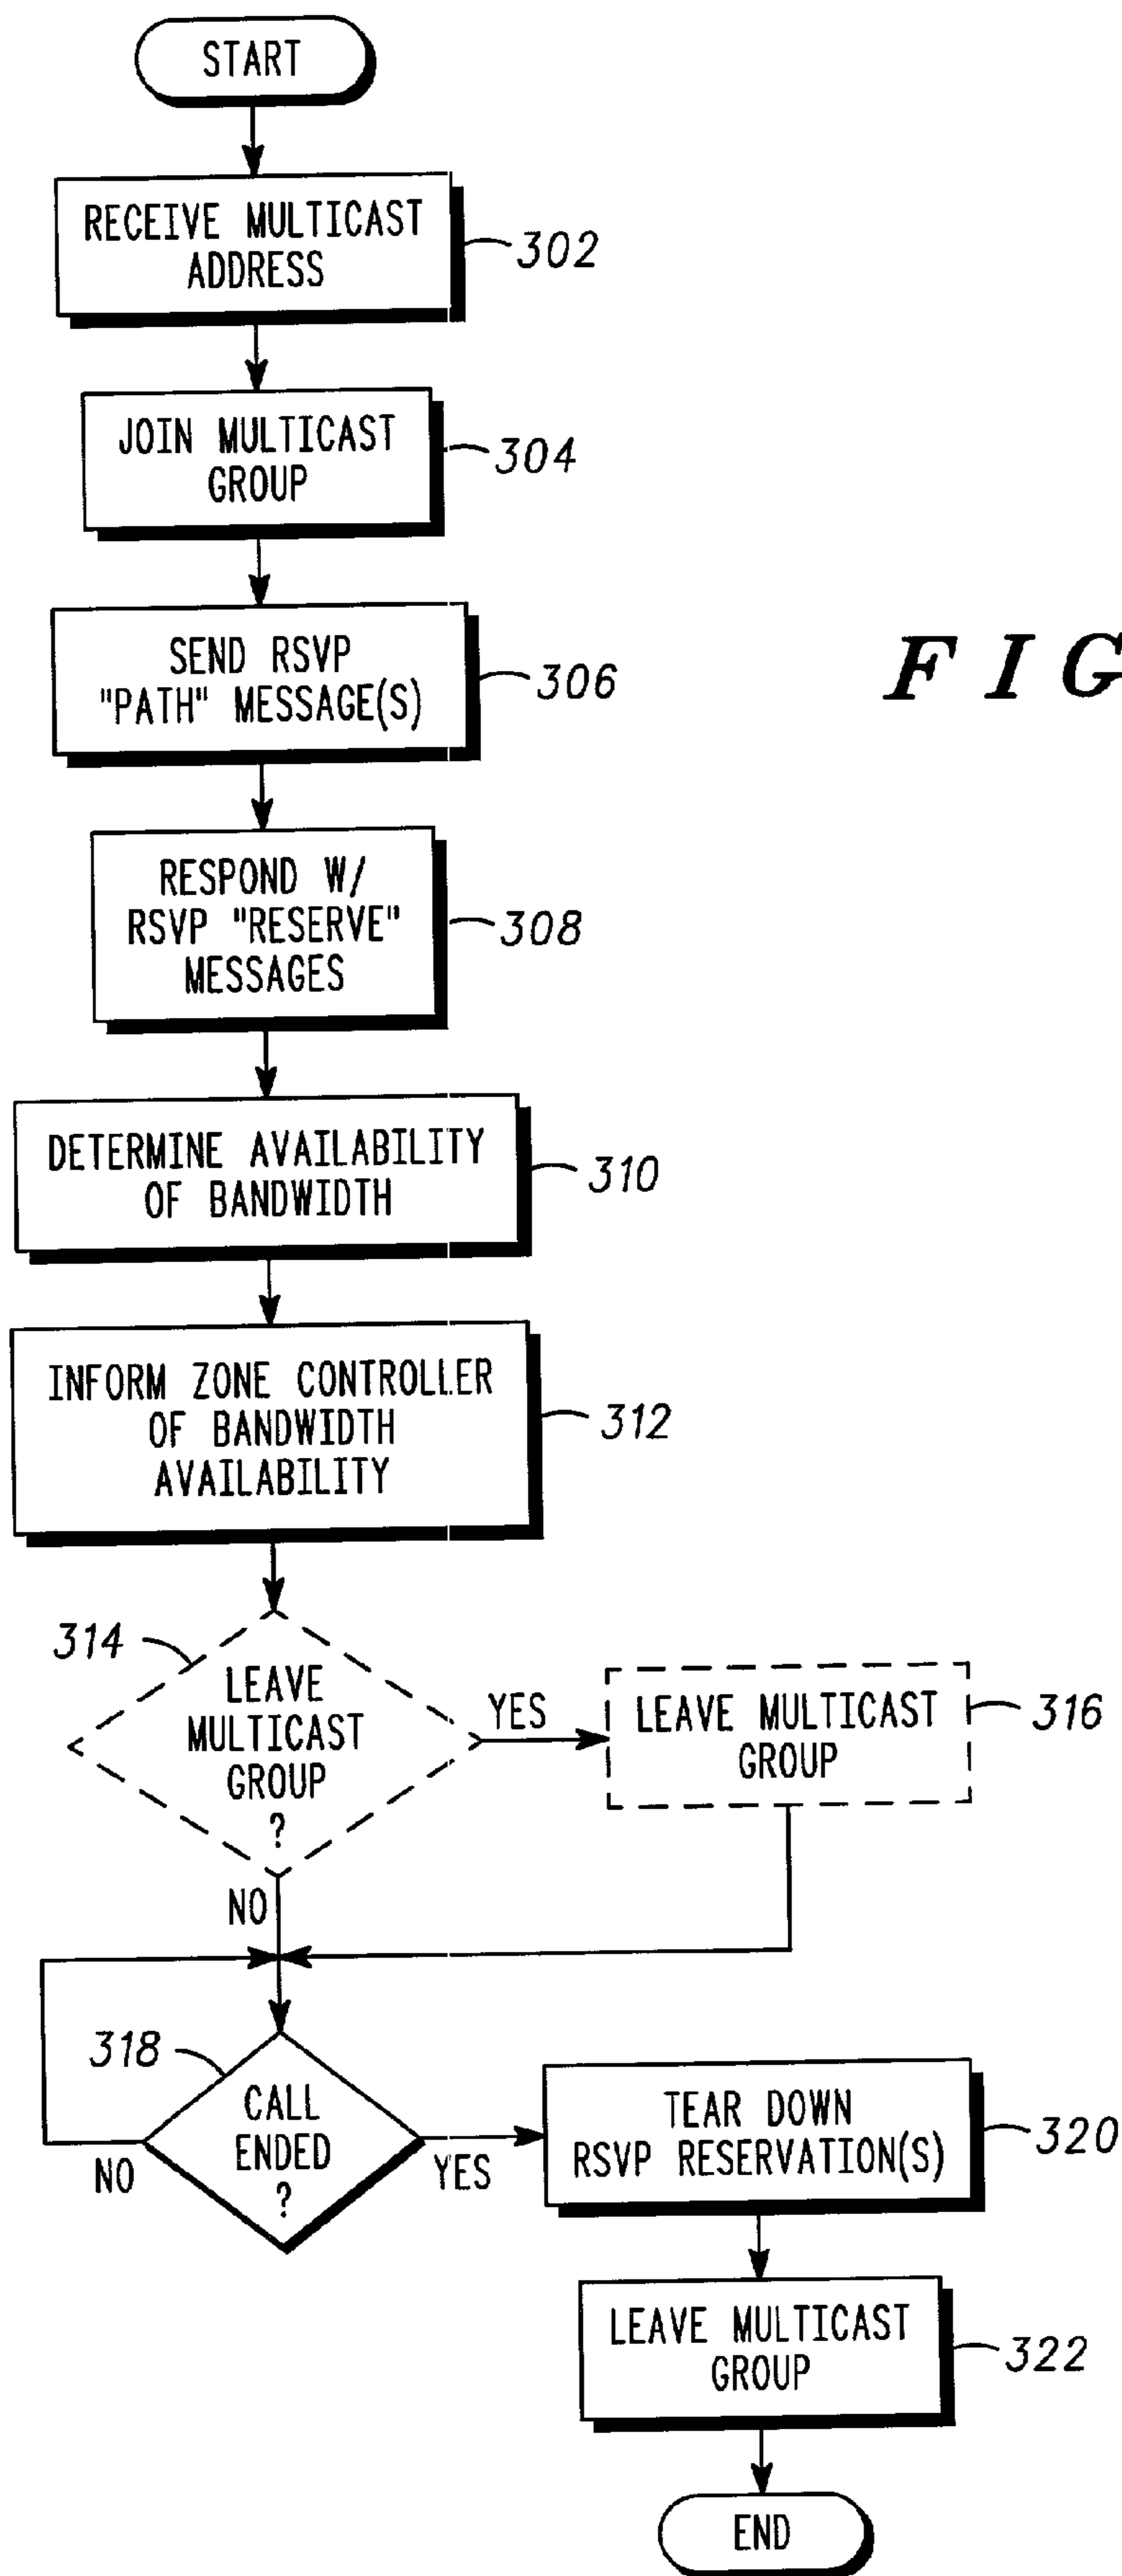 START
RECEIVE MULTICAST
ADDRESS
302
JOIN MULTICAST
GROUP
304
SEND RSVP
"PATH" MESSAGE(S)
306
F I G
RESPOND W/
RSVP "RESERVE"
MESSAGES
308
DETERMINE AVAILABILITY
OF BANDWIDTH
310
INFORM ZONE CONTROLLER
OF BANDWIDTH
AVAILABILITY
312
314
LEAVE
MULTICAST
GROUP
?
YES
LEAVE MULTICAST
GROUP
316
NO
318
CALL
ENDED
?
NO
YES
TEAR DOWN
RSVP RESERVATION(S)
320
LEAVE MULTICAST
GROUP
322
END